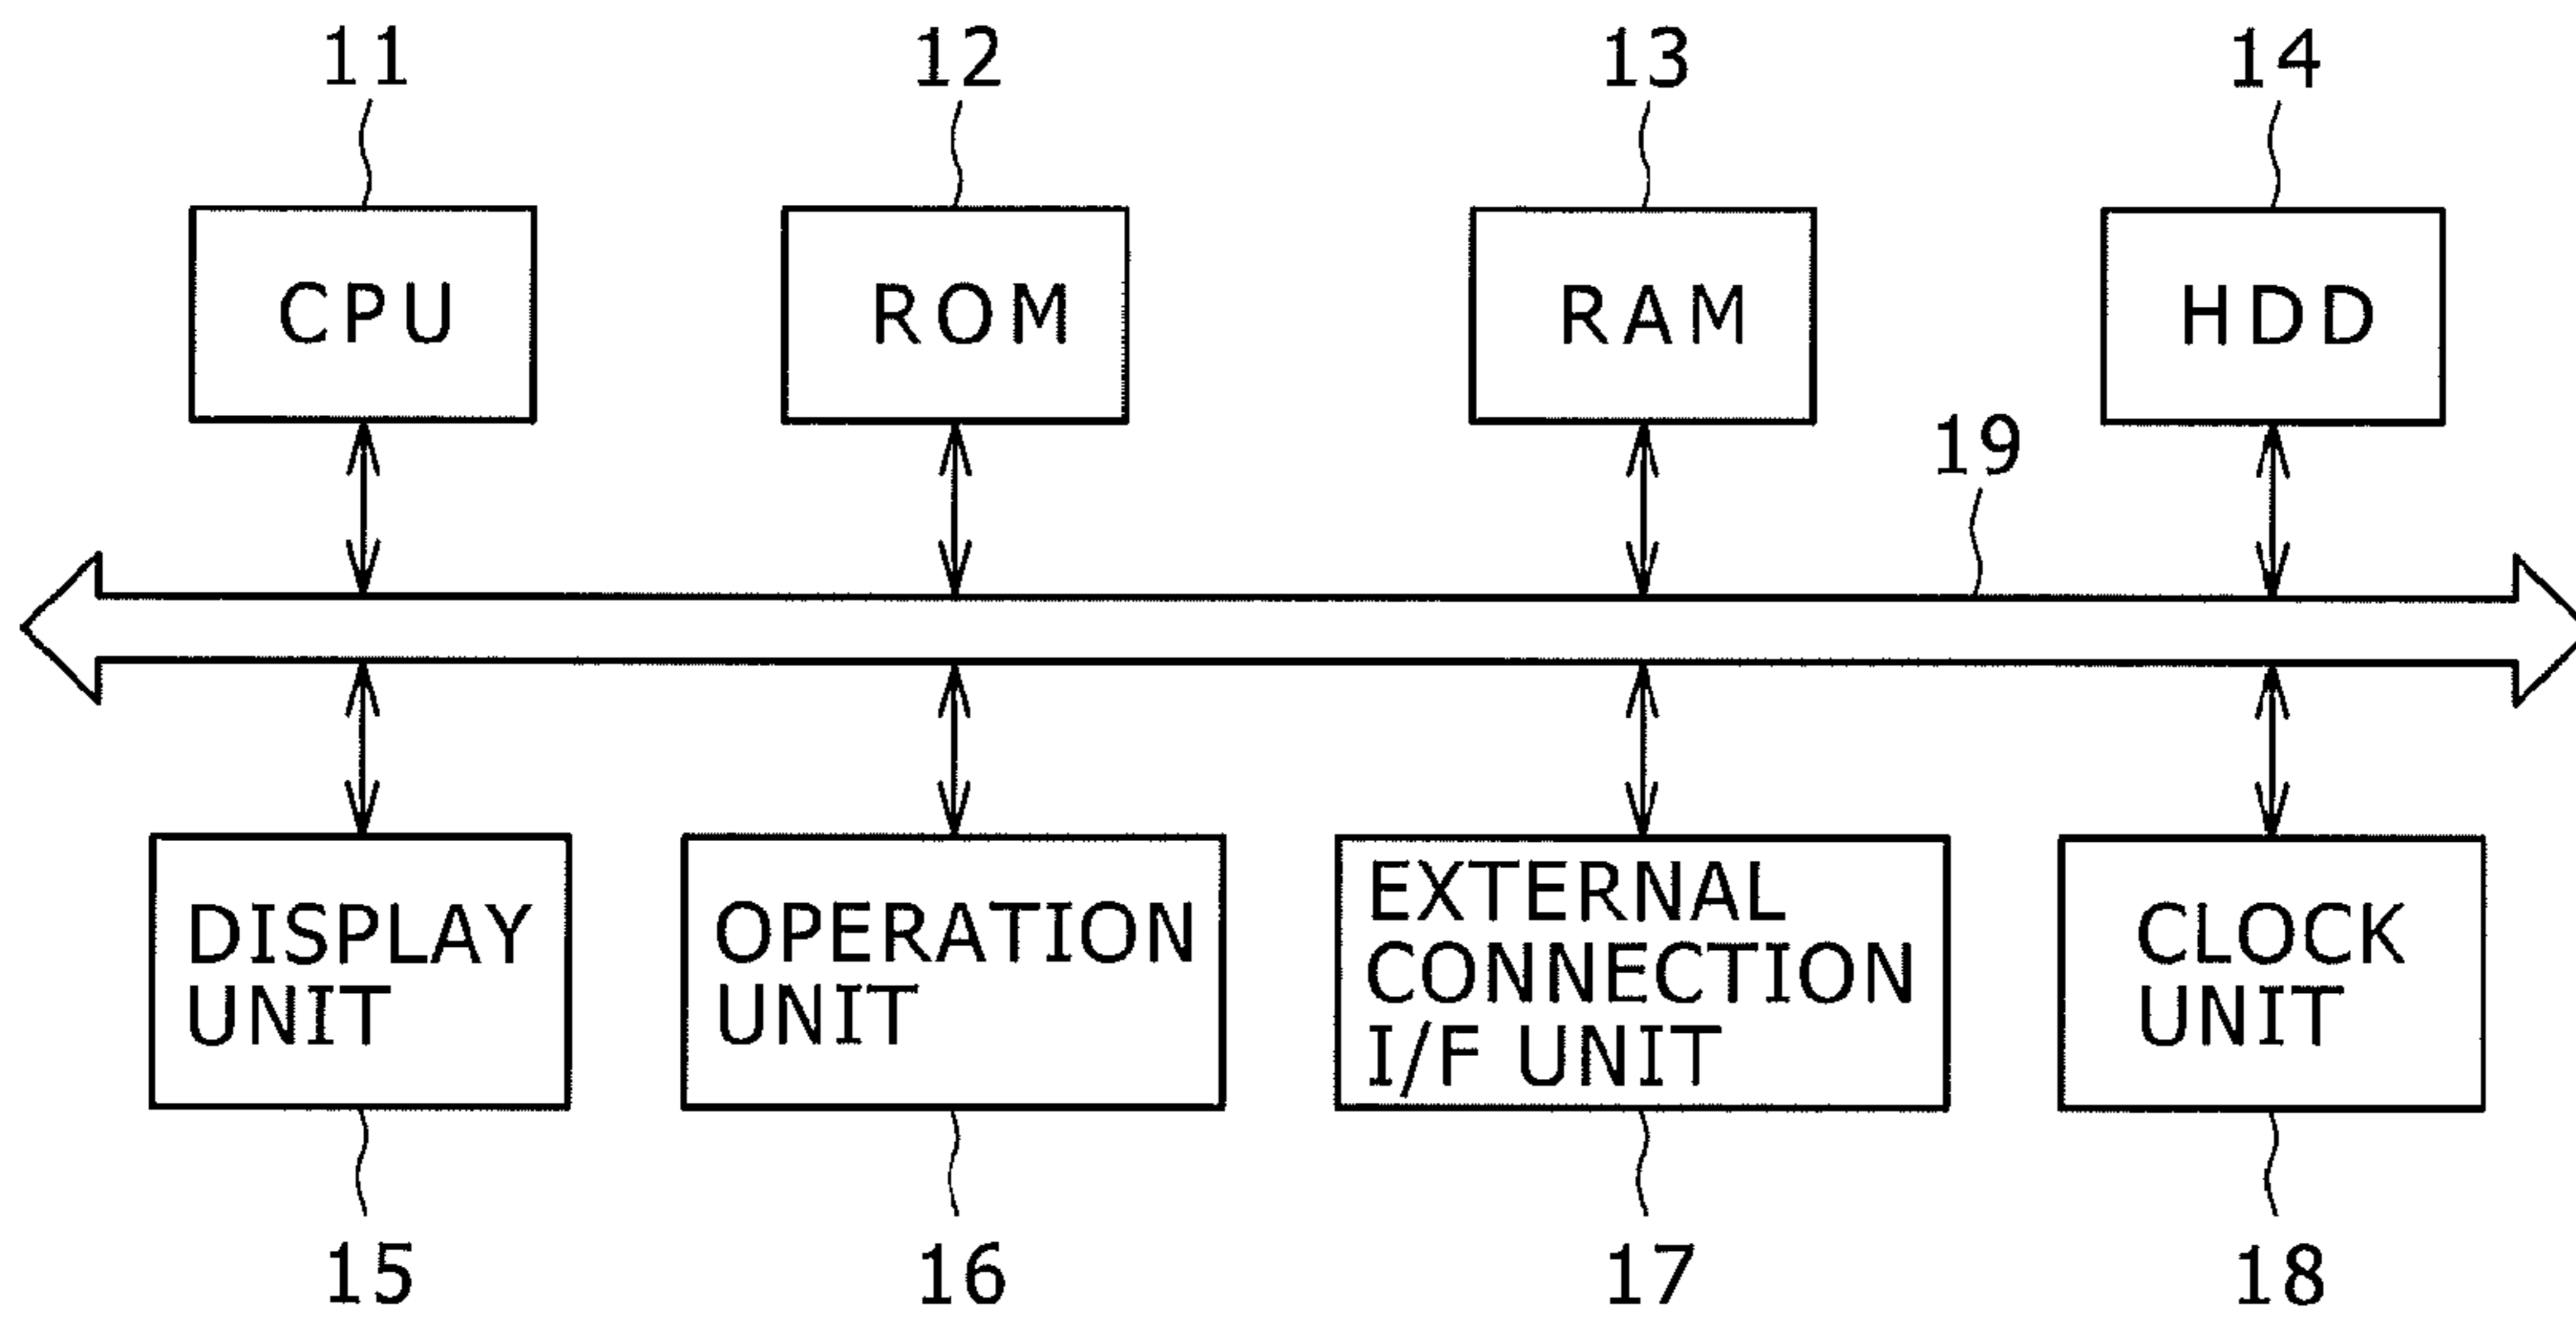 11
12
13
14
CPU
ROM
RAM
HDD
19
DISPLAY
UNIT
OPERATION
UNIT
EXTERNAL
CONNECTION
I/F UNIT
CLOCK
UNIT
15
16
17
18